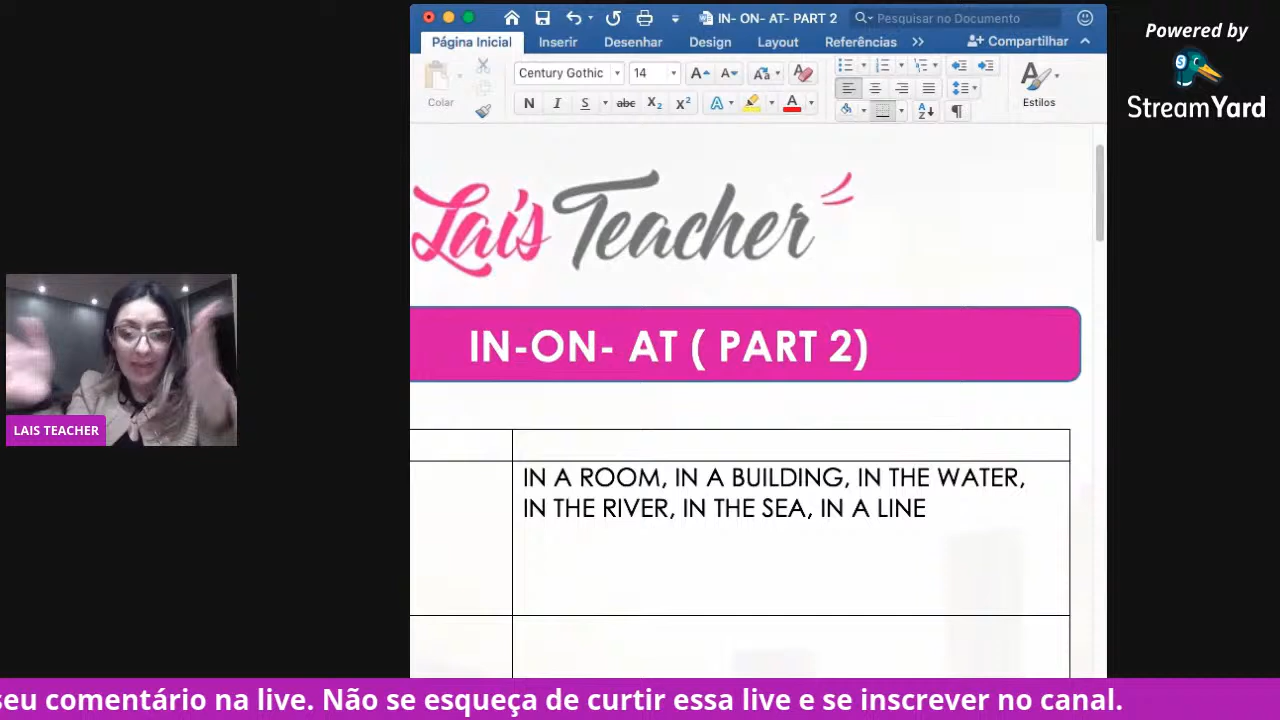 IN- ON- AT- PART 2
Pesquisar no Documento
Powered by
StreamYard
Página Inicial
Inserir
Desenhar
Design
Layout
Referências
Compartilhar
Colar
Century Gothic
14
N I S abc X₂ X²
Estilos
Lais Teacher
IN-ON- AT ( PART 2)
LAIS TEACHER
IN A ROOM, IN A BUILDING, IN THE WATER,
IN THE RIVER, IN THE SEA, IN A LINE
seu comentário na live. Não se esqueça de curtir essa live e se inscrever no canal.